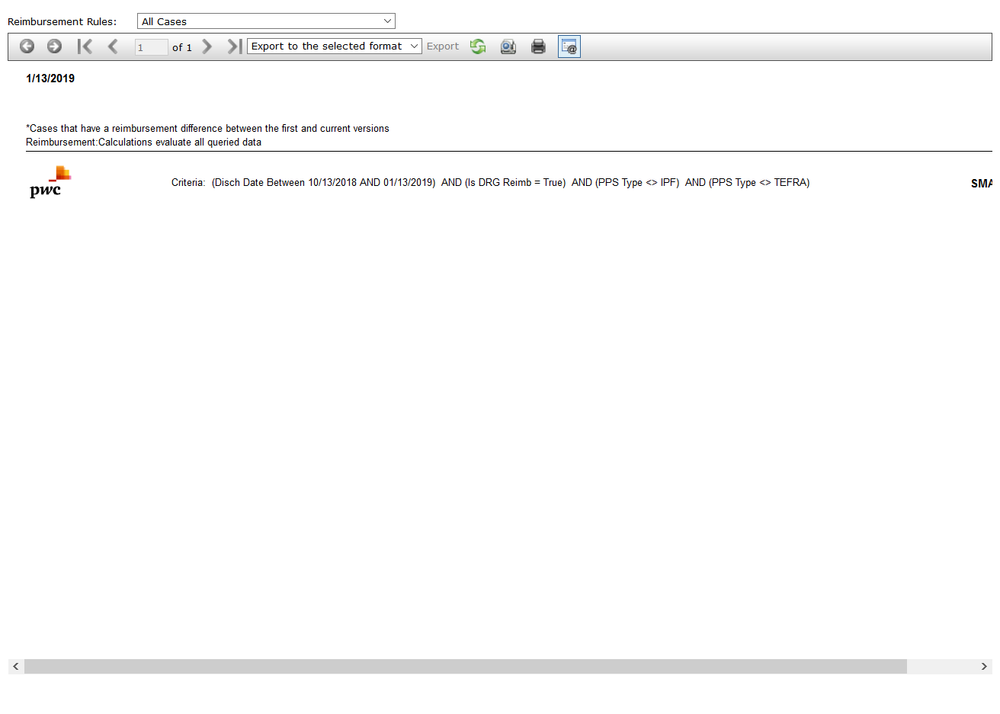 Reimbursement Rules: All Cases
1 of 1 Export to the selected format Export
1/13/2019
*Cases that have a reimbursement difference between the first and current versions
Reimbursement:Calculations evaluate all queried data
pwc
Criteria: (Disch Date Between 10/13/2018 AND 01/13/2019) AND (Is DRG Reimb = True) AND (PPS Type <> IPF) AND (PPS Type <> TEFRA)
SMA